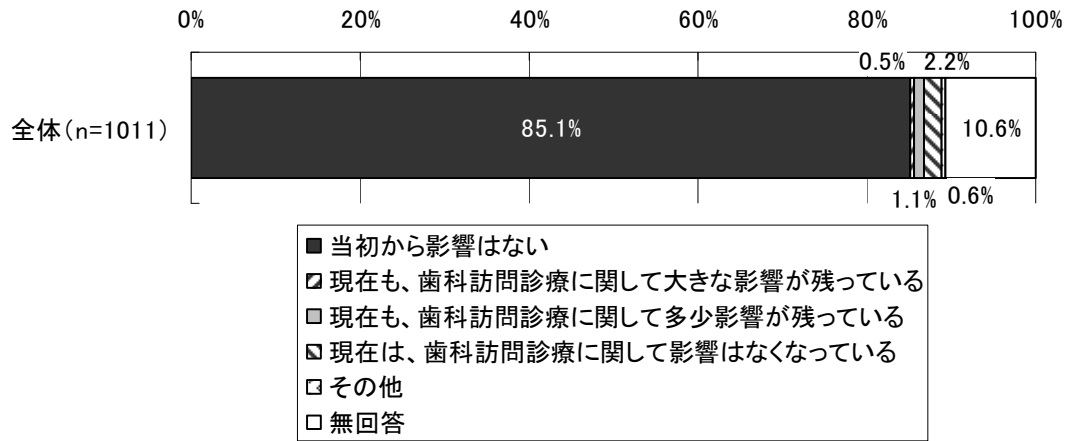 0% 20% 40% 60% 80% 100%
0.5% 2.2%
全体(n=1011) 85.1% 10.6%
1.1% 0.6%
当初から影響はない
現在も、歯科訪問診療に関して大きな影響が残っている
現在も、歯科訪問診療に関して多少影響が残っている
現在は、歯科訪問診療に関して影響はなくなっている
その他
無回答